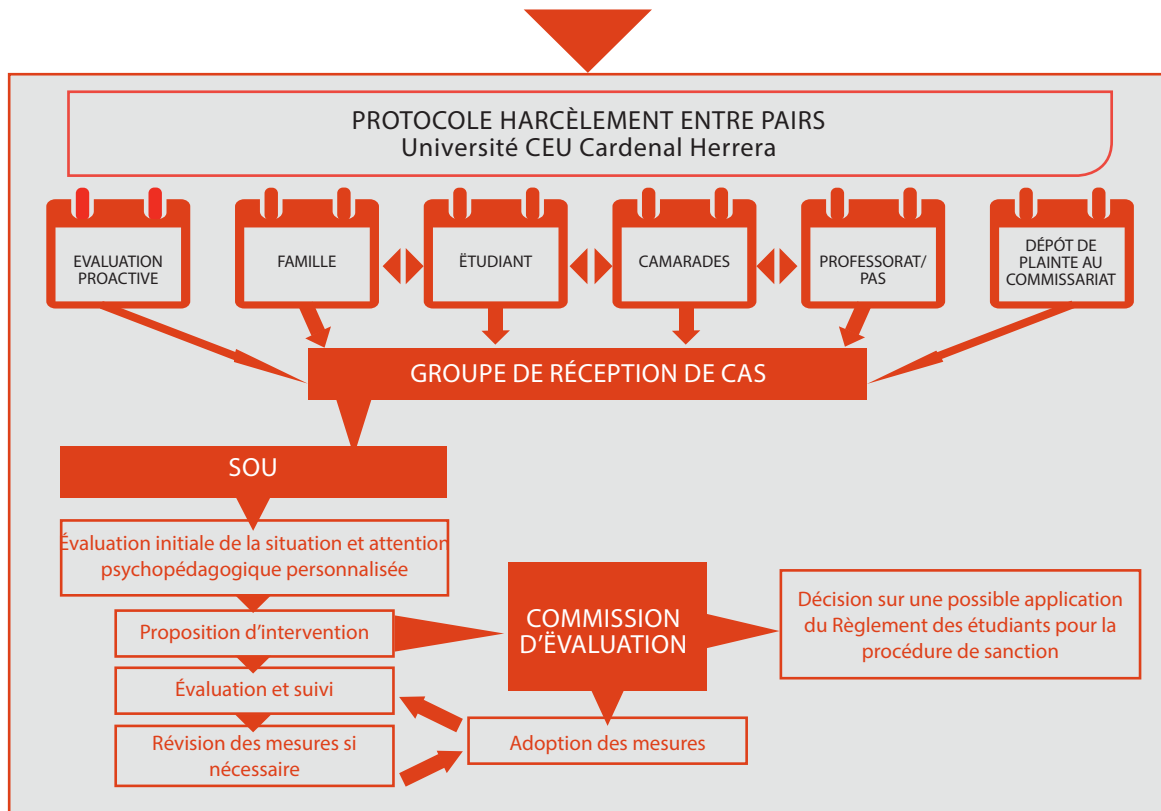 PROTOCOLE HARCÈLEMENT ENTRE PAIRS
Université CEU Cardenal Herrera
EVALUATION
PROACTIVE
FAMILLE
ËTUDIANT
CAMARADES
PROFESSORAT/
PAS
DÉPÓT DE
PLAINTE AU
COMMISSARIAT
GROUPE DE RÉCEPTION DE CAS
SOU
Évaluation initiale de la situation et attention
psychopédagogique personnalisée
Proposition d’intervention
COMMISSION
D’ËVALUATION
Décision sur une possible application
du Règlement des étudiants pour la
procédure de sanction
Évaluation et suivi
Révision des mesures si
nécessaire
Adoption des mesures